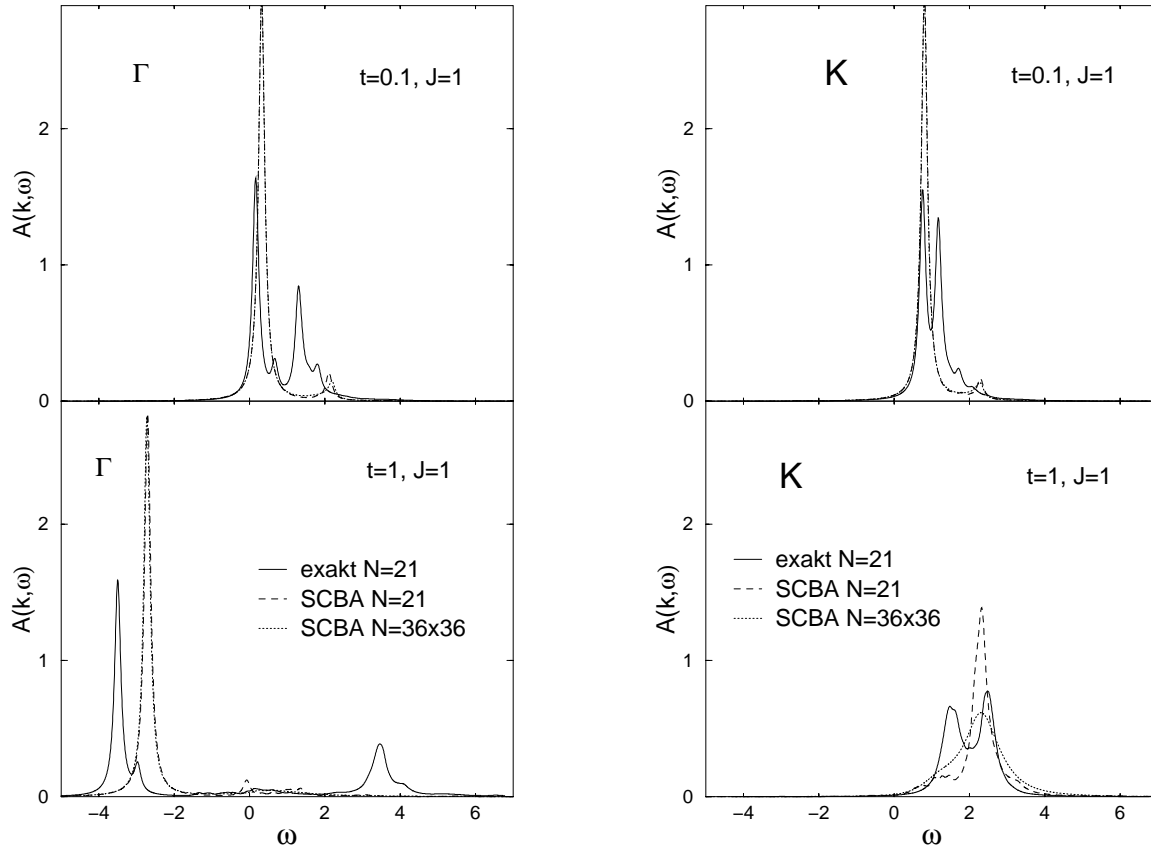 Γ
t=0.1, J=1
A(k,ω)
2
1
0
K
t=0.1, J=1
A(k,ω)
2
1
0
Γ
t=1, J=1
exakt N=21
SCBA N=21
SCBA N=36x36
A(k,ω)
2
1
0
−4 −2 0 2 4 6
ω
K
t=1, J=1
exakt N=21
SCBA N=21
SCBA N=36x36
A(k,ω)
2
1
0
−4 −2 0 2 4 6
ω